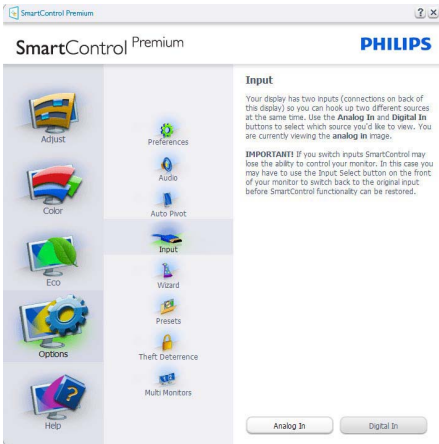 SmartControl Premium
SmartControl Premium
PHILIPS
Adjust
Color
Eco
Options
Help
Preferences
Audio
Auto Pivot
Input
Wizard
Presets
Theft Deterrence
Multi Monitors
Input
Your display has two inputs (connections on back of
this display) so you can hook up two different sources
at the same time. Use the Analog In and Digital In
buttons to select which source you'd like to view. You
are currently viewing the analog in image.
IMPORTANT! If you switch inputs SmartControl may
lose the ability to control your monitor. In this case you
may have to use the Input Select button on the front
of your monitor to switch back to the original input
before SmartControl functionality can be restored.
Analog In
Digital In